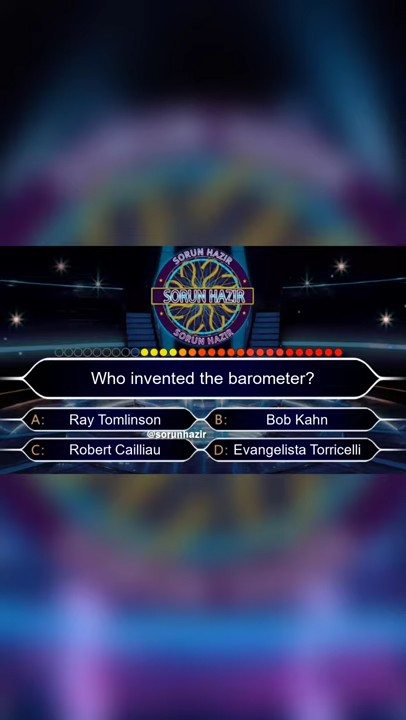 SORUN HAZIR
SORUN HAZIR
SORUN HAZIR
Who invented the barometer?
A: Ray Tomlinson
B: Bob Kahn
@sorunhazir
C: Robert Cailliau
D: Evangelista Torricelli